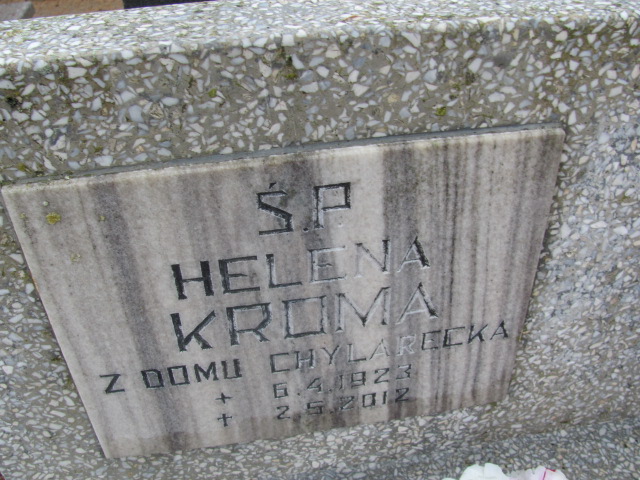 Ś.P.
HELENA
KROMA
Z DOMU CHYLARECKA
+ 6.4.1923
+ 2.5.2012